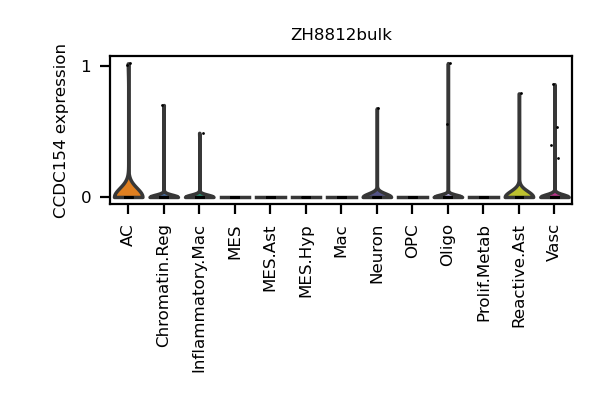 ZH8812bulk
CCDC154 expression
1
0
AC
Chromatin.Reg
Inflammatory.Mac
MES
MES.Ast
MES.Hyp
Mac
Neuron
OPC
Oligo
Prolif.Metab
Reactive.Ast
Vasc